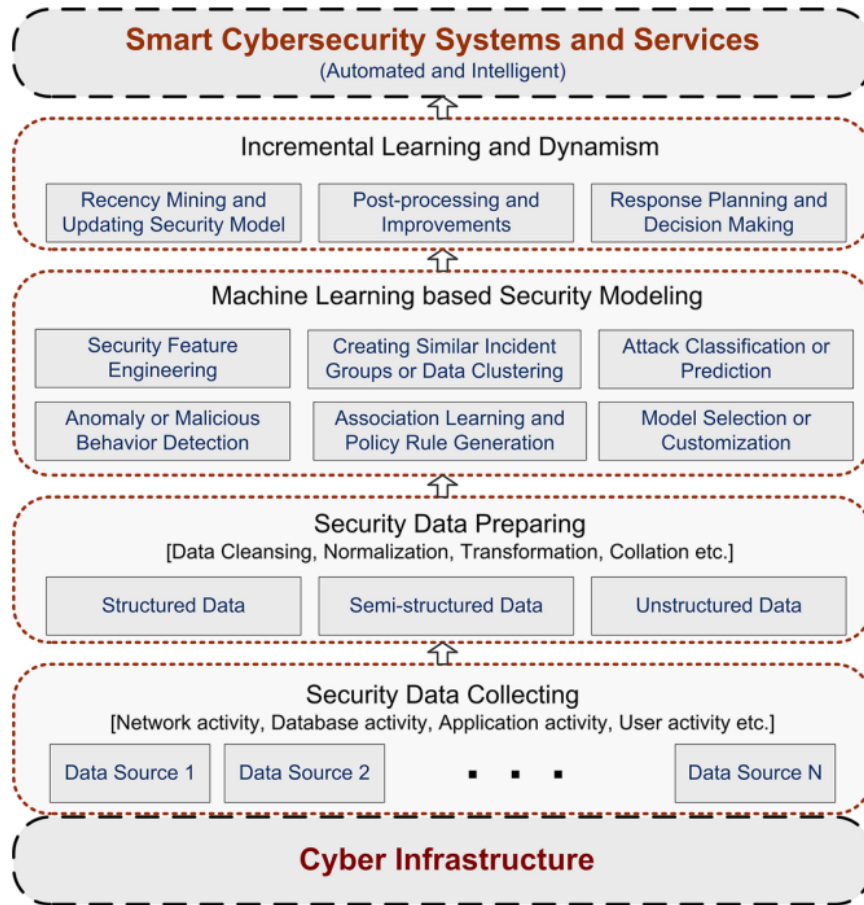 Smart Cybersecurity Systems and Services
(Automated and Intelligent)
Incremental Learning and Dynamism
Recency Mining and
Updating Security Model
Post-processing and
Improvements
Response Planning and
Decision Making
Machine Learning based Security Modeling
Security Feature
Engineering
Creating Similar Incident
Groups or Data Clustering
Attack Classification or
Prediction
Anomaly or Malicious
Behavior Detection
Association Learning and
Policy Rule Generation
Model Selection or
Customization
Security Data Preparing
[Data Cleansing, Normalization, Transformation, Collation etc.]
Structured Data
Semi-structured Data
Unstructured Data
Security Data Collecting
[Network activity, Database activity, Application activity, User activity etc.]
Data Source 1
Data Source 2
. . .
Data Source N
Cyber Infrastructure